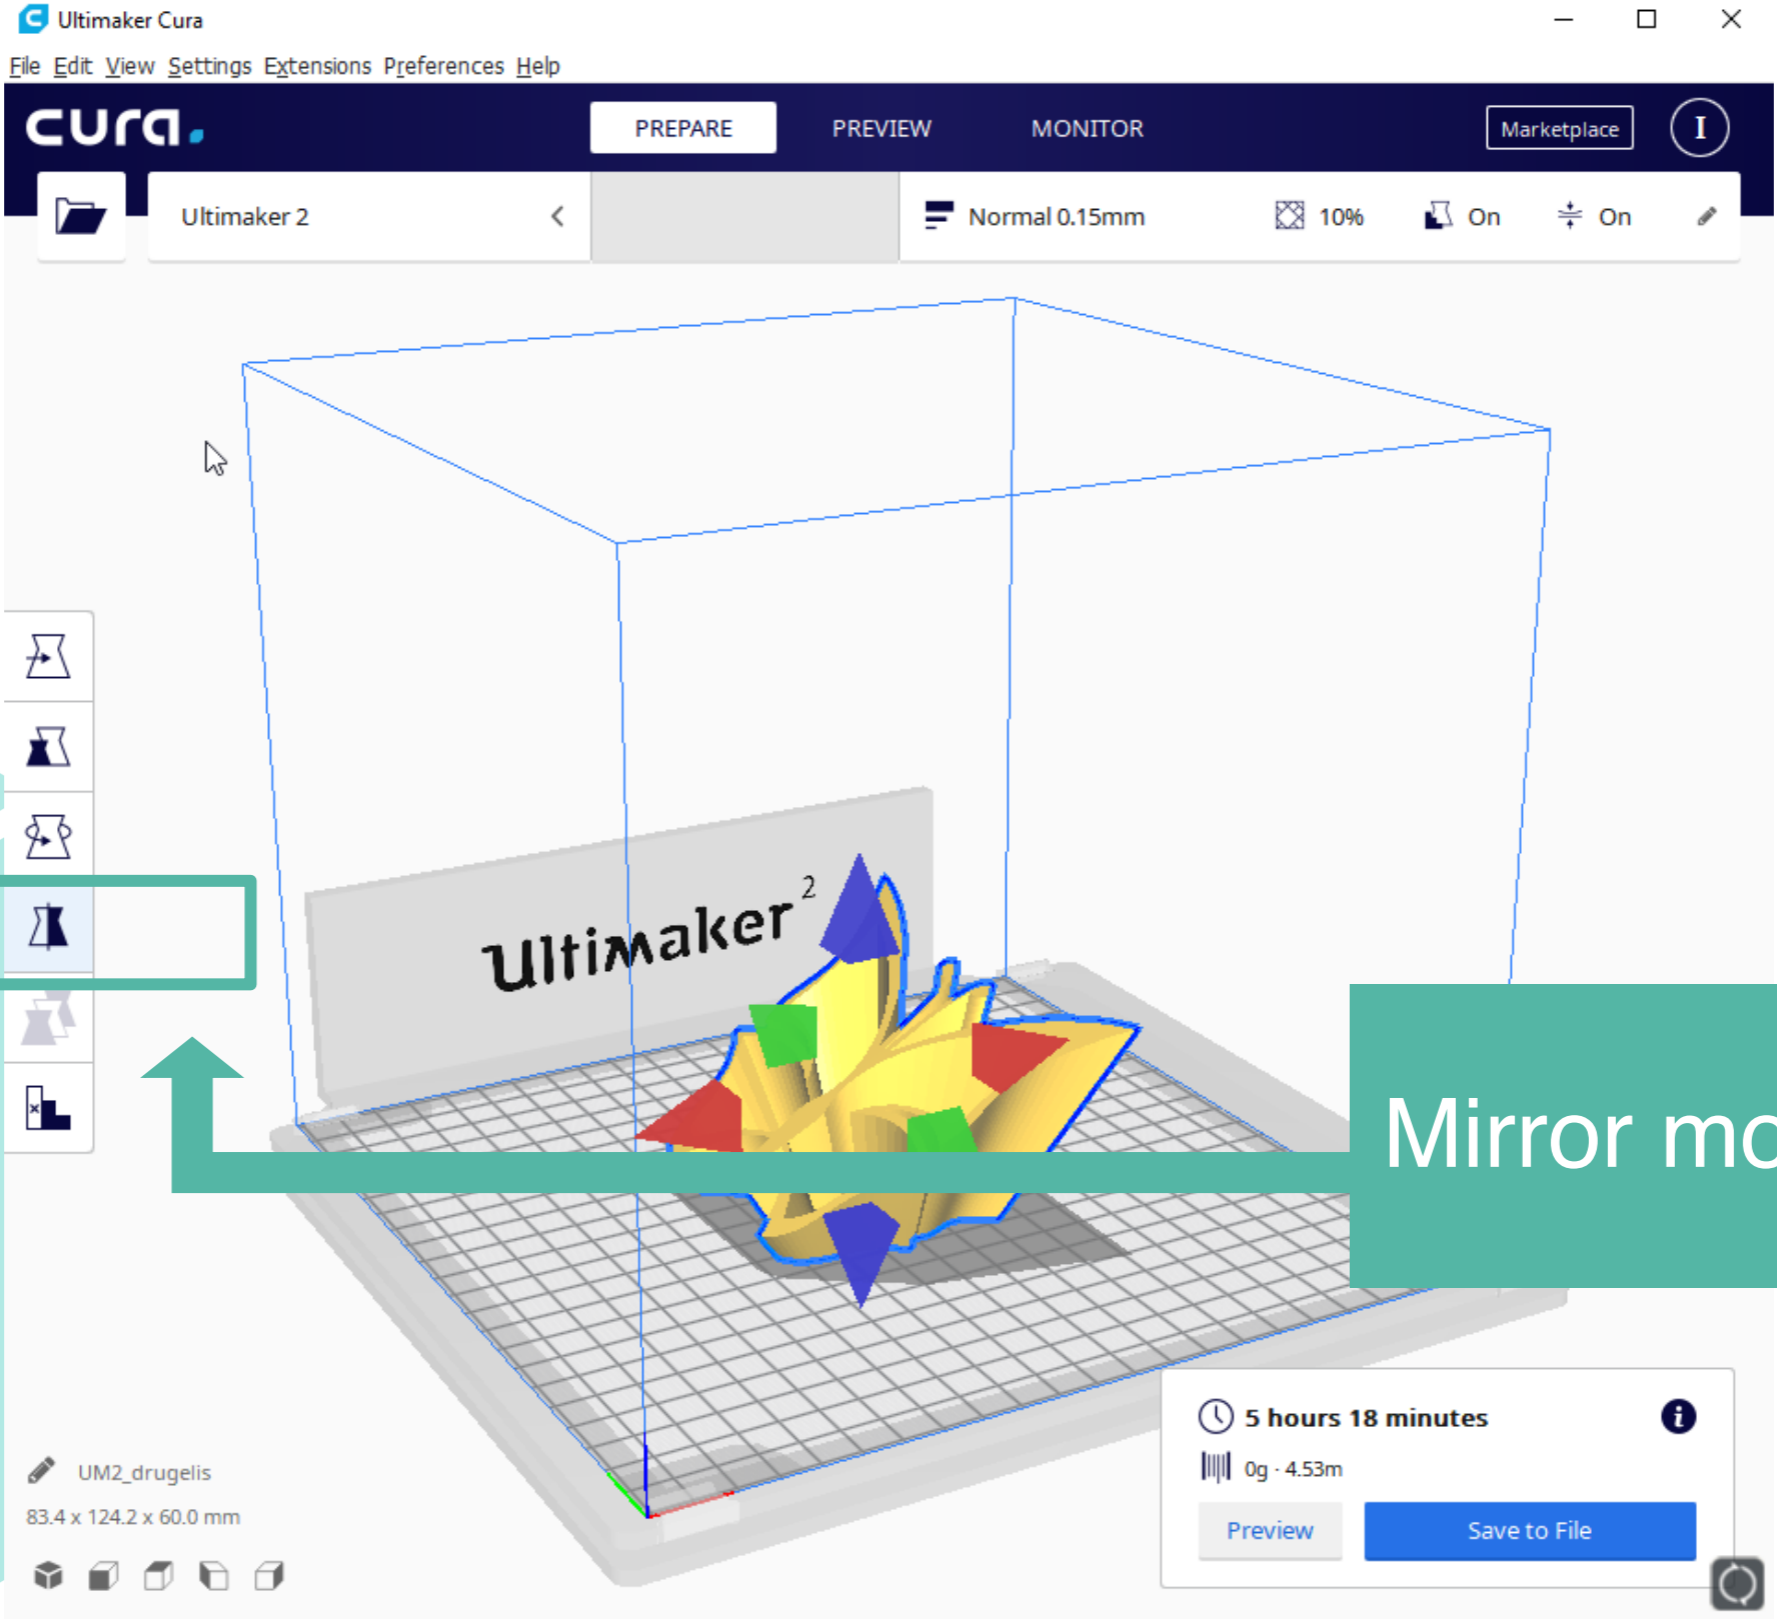 Ultimaker Cura
File Edit View Settings Extensions Preferences Help
cura.
PREPARE PREVIEW MONITOR Marketplace I
Ultimaker 2 Normal 0.15mm 10% On On
Ultimaker 2
Mirror
5 hours 18 minutes
0g · 4.53m
Preview Save to File
UM2_drugelis
83.4 x 124.2 x 60.0 mm